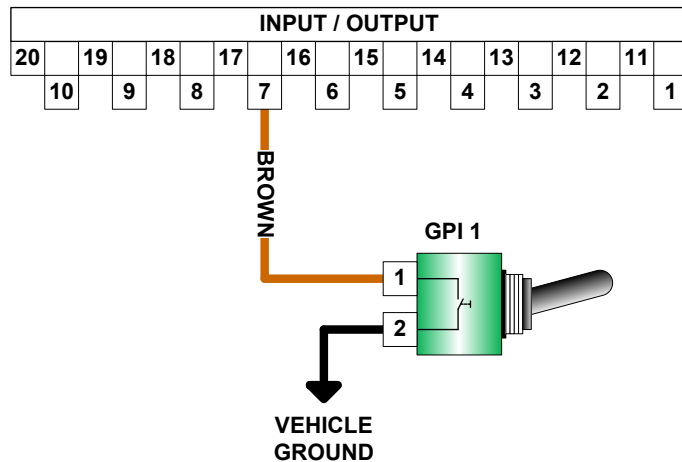 INPUT / OUTPUT
20 19 18 17 16 15 14 13 12 11
10 9 8 7 6 5 4 3 2 1
BROWN
GPI 1
1
2
VEHICLE
GROUND